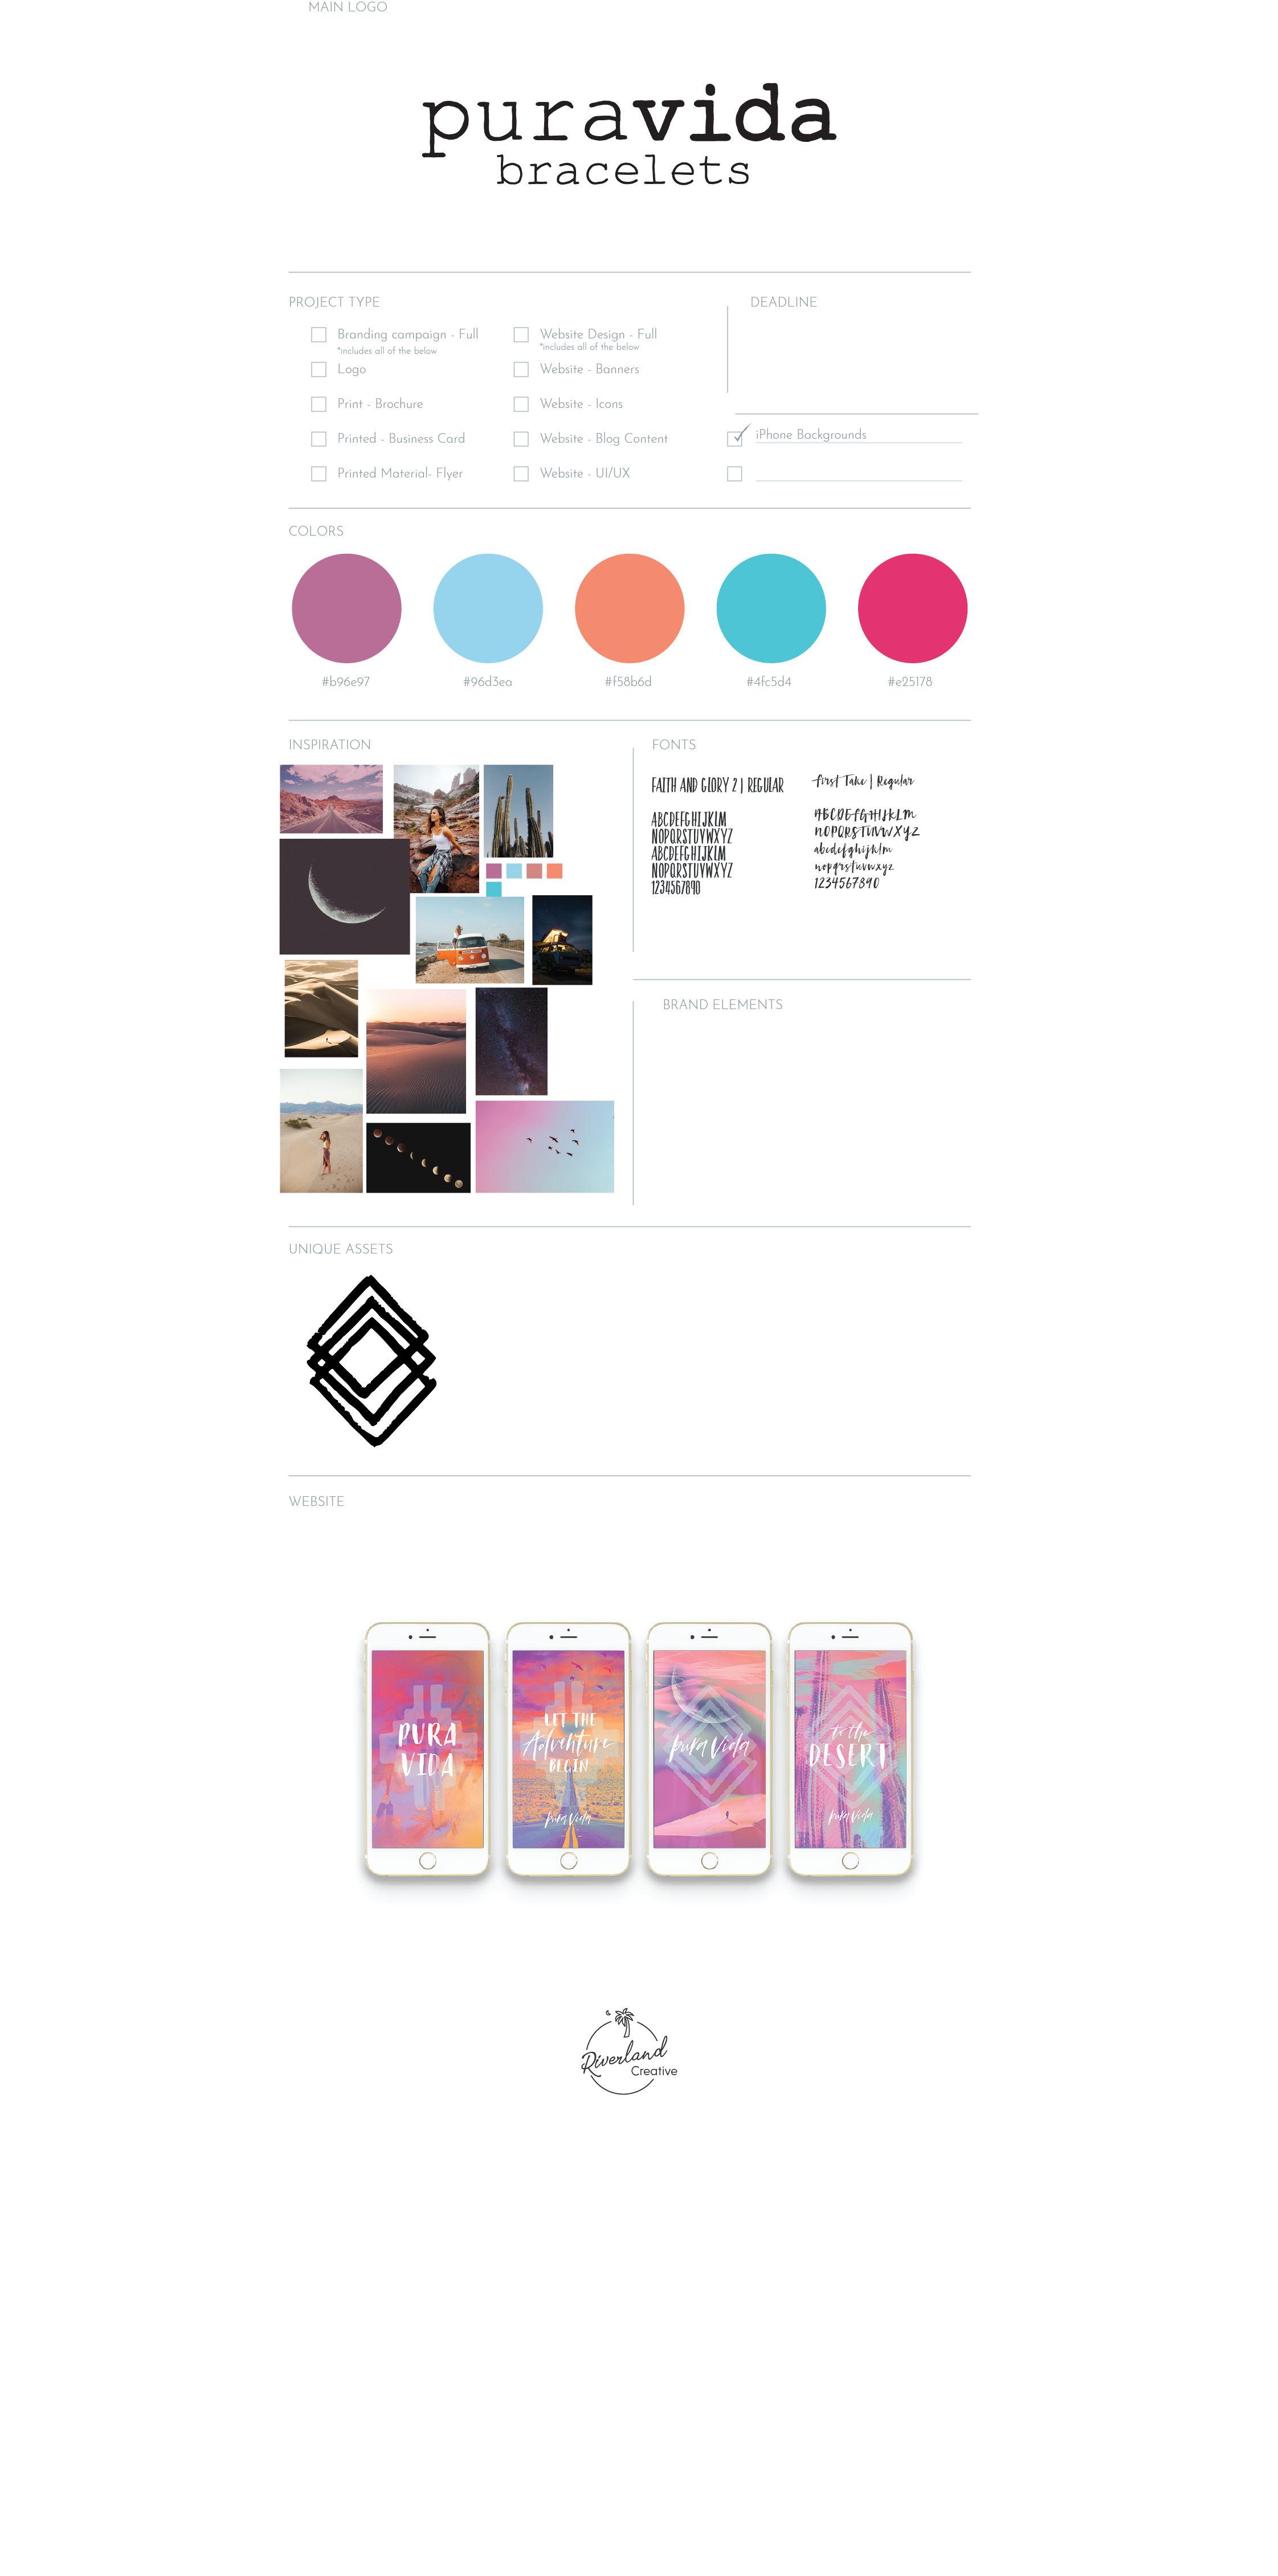 MAIN LOGO
puravida
bracelets
PROJECT TYPE
DEADLINE
Branding campaign - Full
*includes all of the below
Logo
Print - Brochure
Printed - Business Card
Printed Material- Flyer
Website Design - Full
*includes all of the below
Website - Banners
Website - Icons
Website - Blog Content
Website - UI/UX
iPhone Backgrounds
COLORS
#b96e97
#96d3ea
#f58b6d
#4fc5d4
#e25178
INSPIRATION
FONTS
FAITH AND GLORY 2 | REGULAR
ABCDEFGHIJKLM
NOPQRSTUVWXYZ
ABCDEFGHIJKLM
NOPQRSTUVWXYZ
1234567890
First Take | Regular
ABCDEFGHIJKLM
NOPQRSTUVWXYZ
abcdefghijklm
nopqrstuvwxyz
1234567890
BRAND ELEMENTS
UNIQUE ASSETS
WEBSITE
PURA
VIDA
LET THE
Adventure
BEGIN
pura vida
pura vida
to the
DESERT
pura vida
Riverland
Creative